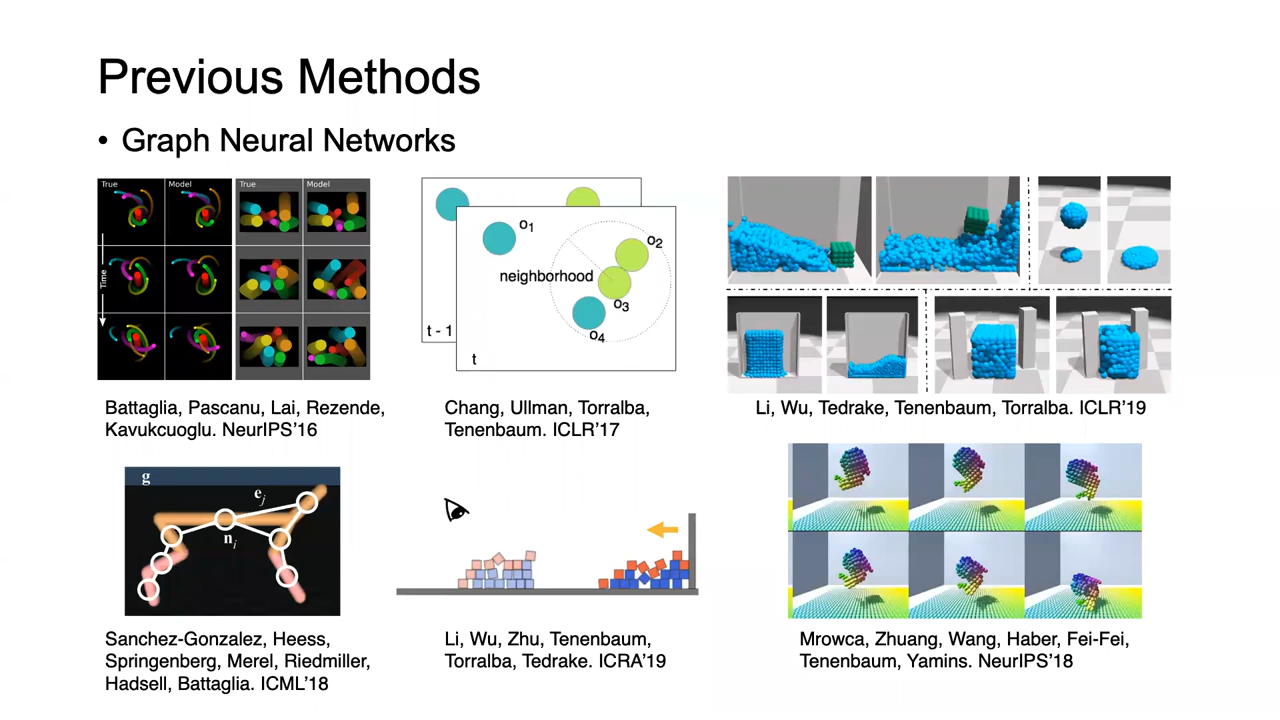 Previous Methods
• Graph Neural Networks
True Model True Model
Time
o1
o2
neighborhood
o3
o4
t - 1
t
Battaglia, Pascanu, Lai, Rezende,
Kavukcuoglu. NeurIPS’16
Chang, Ullman, Torralba,
Tenenbaum. ICLR’17
Li, Wu, Tedrake, Tenenbaum, Torralba. ICLR’19
g
ej
ni
Sanchez-Gonzalez, Heess,
Springenberg, Merel, Riedmiller,
Hadsell, Battaglia. ICML’18
Li, Wu, Zhu, Tenenbaum,
Torralba, Tedrake. ICRA’19
Mrowca, Zhuang, Wang, Haber, Fei-Fei,
Tenenbaum, Yamins. NeurIPS’18